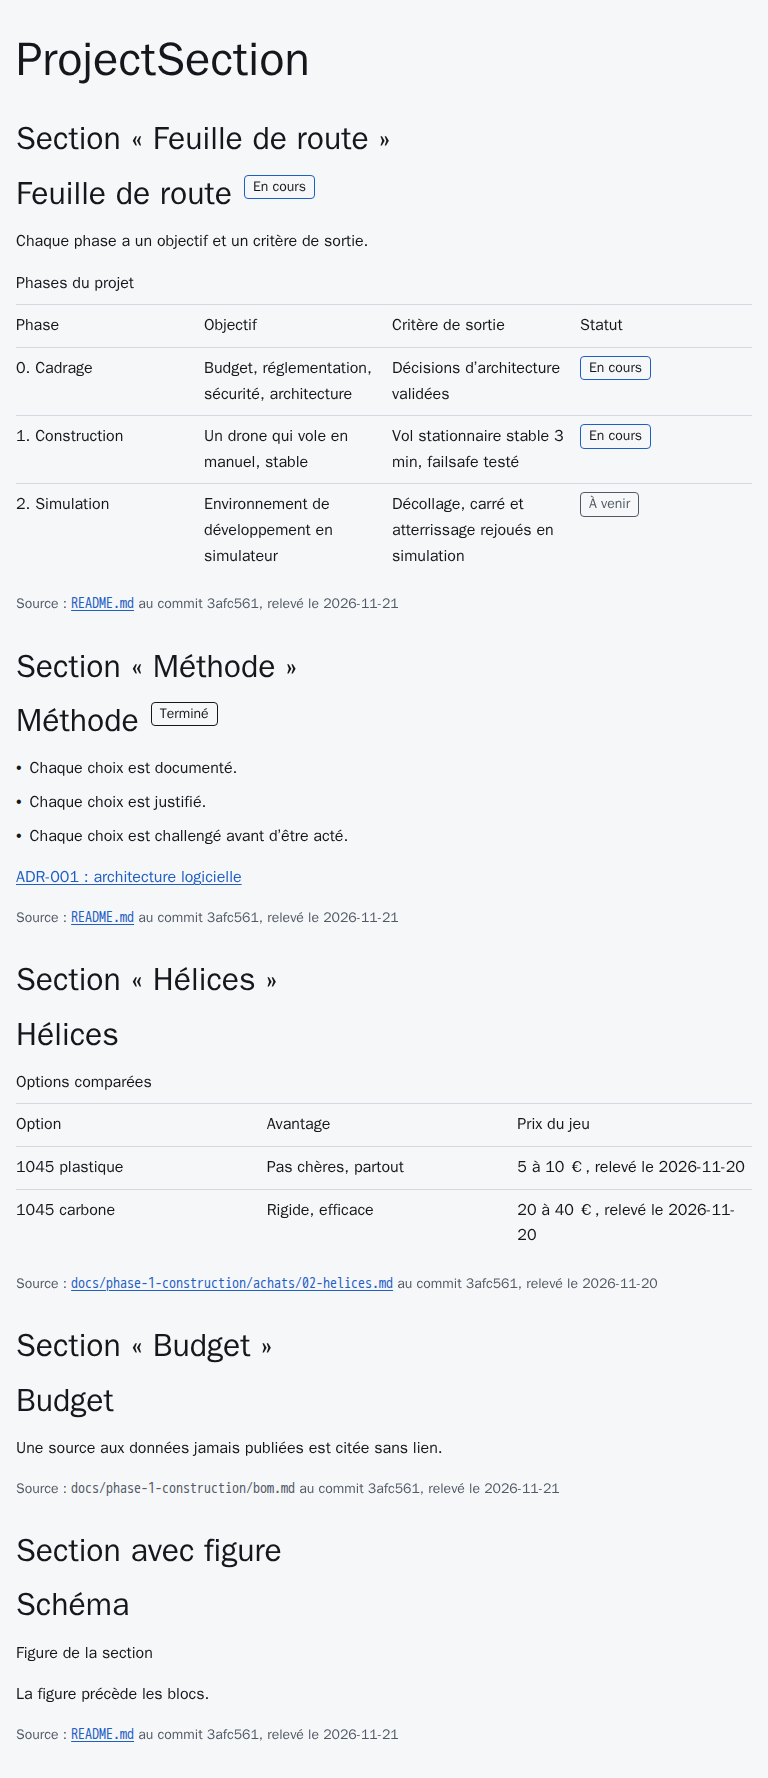 ProjectSection
Section « Feuille de route »
Feuille de route En cours
Chaque phase a un objectif et un critère de sortie.
Phases du projet
Phase Objectif Critère de sortie Statut
0. Cadrage Budget, réglementation, Décisions d'architecture En cours
sécurité, architecture validées
1. Construction Un drone qui vole en Vol stationnaire stable 3 En cours
manuel, stable min, failsafe testé
2. Simulation Environnement de Décollage, carré et À venir
développement en atterrissage rejoués en
simulateur simulation
Source : README.md au commit 3afc561, relevé le 2026-11-21
Section « Méthode »
Méthode Terminé
• Chaque choix est documenté.
• Chaque choix est justifié.
• Chaque choix est challengé avant d'être acté.
ADR-001 : architecture logicielle
Source : README.md au commit 3afc561, relevé le 2026-11-21
Section « Hélices »
Hélices
Options comparées
Option Avantage Prix du jeu
1045 plastique Pas chères, partout 5 à 10 € , relevé le 2026-11-20
1045 carbone Rigide, efficace 20 à 40 € , relevé le 2026-11-
20
Source : docs/phase-1-construction/achats/02-helices.md au commit 3afc561, relevé le 2026-11-20
Section « Budget »
Budget
Une source aux données jamais publiées est citée sans lien.
Source : docs/phase-1-construction/bom.md au commit 3afc561, relevé le 2026-11-21
Section avec figure
Schéma
Figure de la section
La figure précède les blocs.
Source : README.md au commit 3afc561, relevé le 2026-11-21